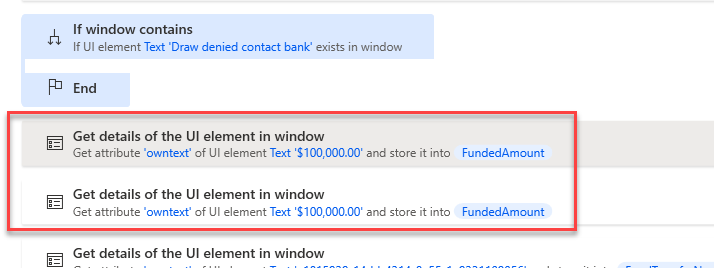 If window contains
If UI element Text 'Draw denied contact bank' exists in window
End
Get details of the UI element in window
Get attribute 'owntext' of UI element Text '$100,000.00' and store it into FundedAmount
Get details of the UI element in window
Get attribute 'owntext' of UI element Text '$100,000.00' and store it into FundedAmount
Get details of the UI element in window